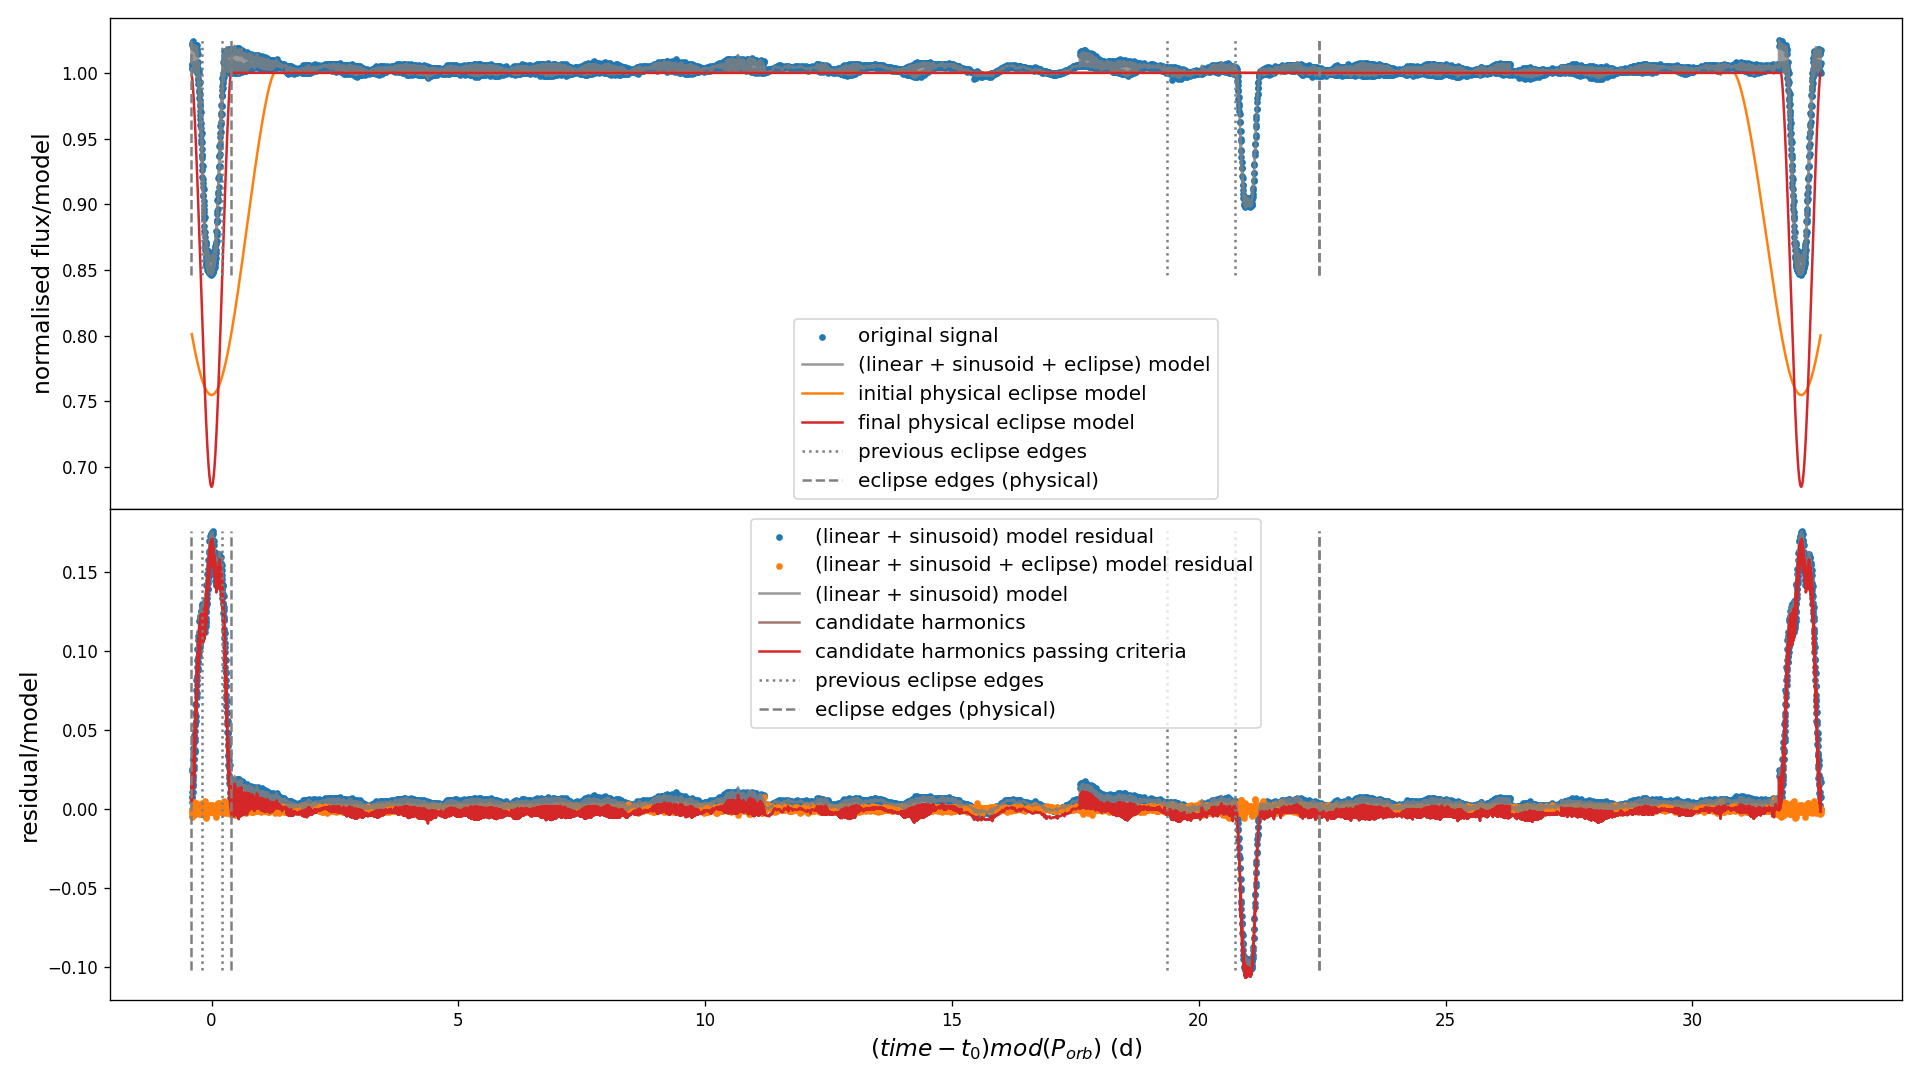 normalised flux/model
1.00
0.95
0.90
0.85
0.80
0.75
0.70
original signal
(linear + sinusoid + eclipse) model
initial physical eclipse model
final physical eclipse model
previous eclipse edges
eclipse edges (physical)
residual/model
0.15
0.10
0.05
0.00
−0.05
−0.10
(linear + sinusoid) model residual
(linear + sinusoid + eclipse) model residual
(linear + sinusoid) model
candidate harmonics
candidate harmonics passing criteria
previous eclipse edges
eclipse edges (physical)
0 5 10 15 20 25 30
(time − t₀)mod(P_{orb}) (d)